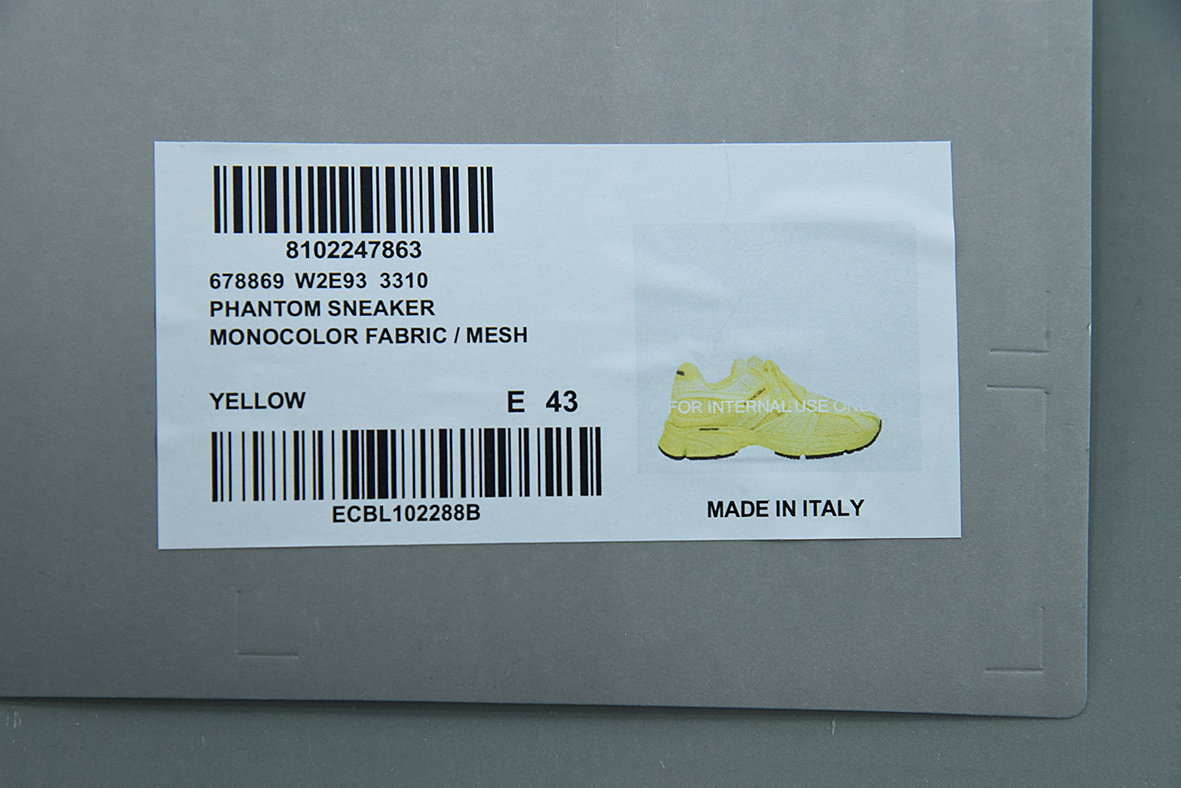 8102247863
678869 W2E93 3310
PHANTOM SNEAKER
MONOCOLOR FABRIC / MESH
YELLOW E 43
ECBL102288B
FOR INTERNAL USE ONLY
MADE IN ITALY